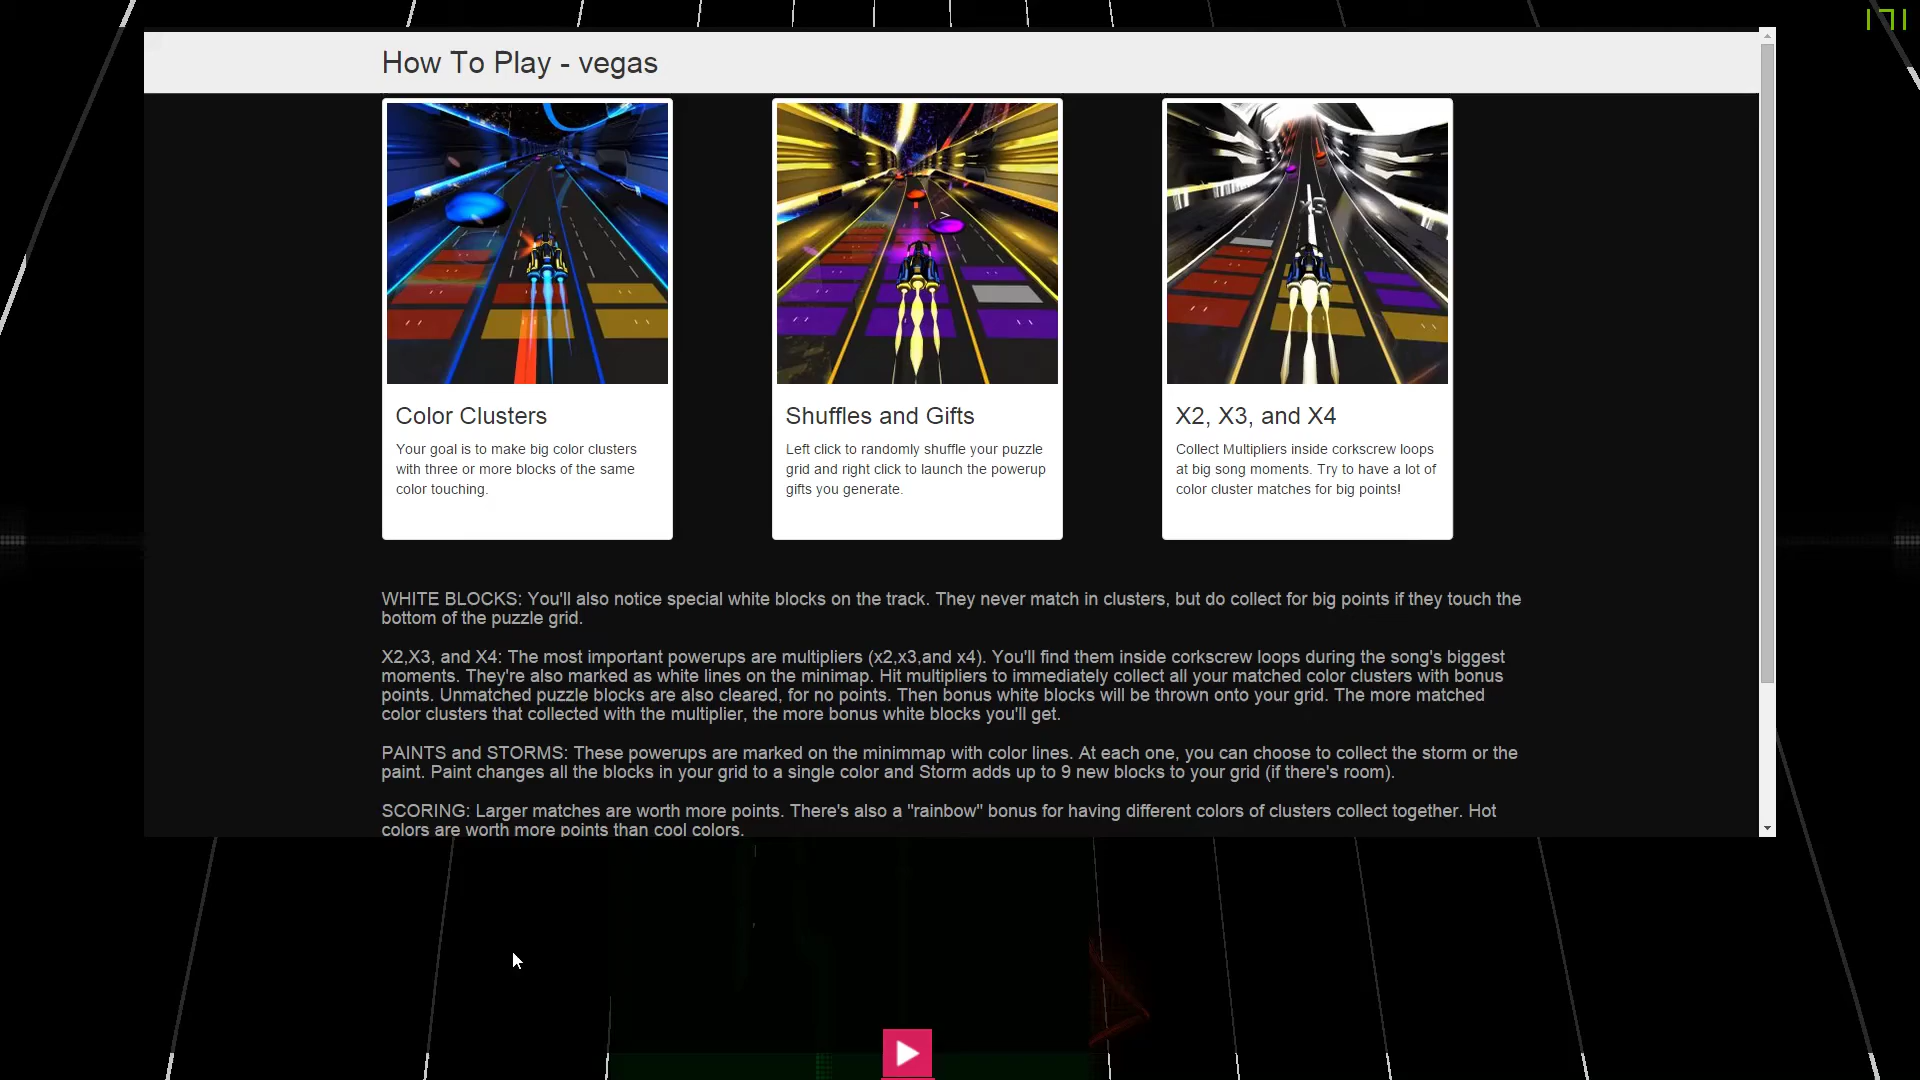 171
How To Play - vegas
X3
Color Clusters
Your goal is to make big color clusters
with three or more blocks of the same
color touching.
Shuffles and Gifts
Left click to randomly shuffle your puzzle
grid and right click to launch the powerup
gifts you generate.
X2, X3, and X4
Collect Multipliers inside corkscrew loops
at big song moments. Try to have a lot of
color cluster matches for big points!
WHITE BLOCKS: You'll also notice special white blocks on the track. They never match in clusters, but do collect for big points if they touch the
bottom of the puzzle grid.
X2,X3, and X4: The most important powerups are multipliers (x2,x3,and x4). You'll find them inside corkscrew loops during the song's biggest
moments. They're also marked as white lines on the minimap. Hit multipliers to immediately collect all your matched color clusters with bonus
points. Unmatched puzzle blocks are also cleared, for no points. Then bonus white blocks will be thrown onto your grid. The more matched
color clusters that collected with the multiplier, the more bonus white blocks you'll get.
PAINTS and STORMS: These powerups are marked on the minimmap with color lines. At each one, you can choose to collect the storm or the
paint. Paint changes all the blocks in your grid to a single color and Storm adds up to 9 new blocks to your grid (if there's room).
SCORING: Larger matches are worth more points. There's also a "rainbow" bonus for having different colors of clusters collect together. Hot
colors are worth more points than cool colors.